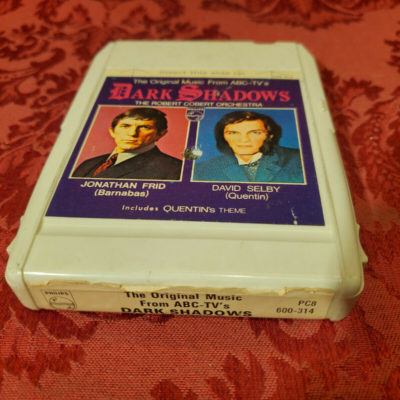 The Original Music From ABC-TV's
DARK SHADOWS
THE ROBERT COBERT ORCHESTRA
JONATHAN FRID
(Barnabas)
DAVID SELBY
(Quentin)
Includes QUENTIN's THEME
PHILIPS
The Original Music
From ABC-TV's
DARK SHADOWS
PC8
600-314